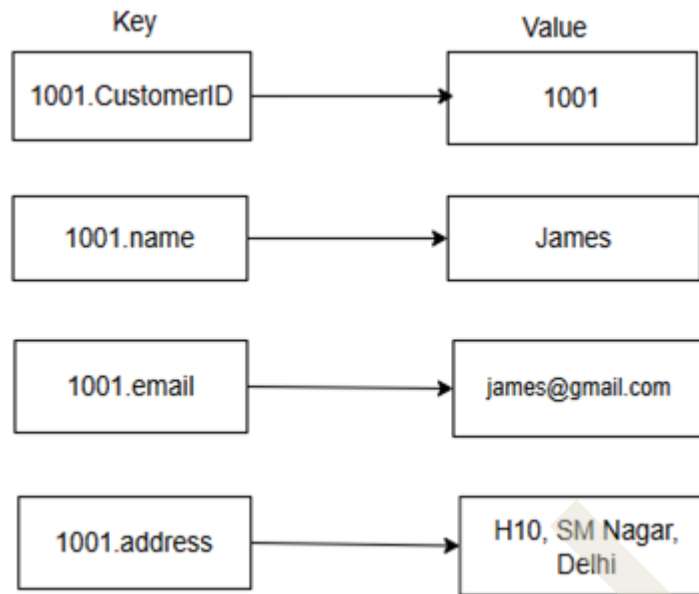 Key Value
1001.CustomerID 1001
1001.name James
1001.email james@gmail.com
1001.address H10, SM Nagar,
Delhi